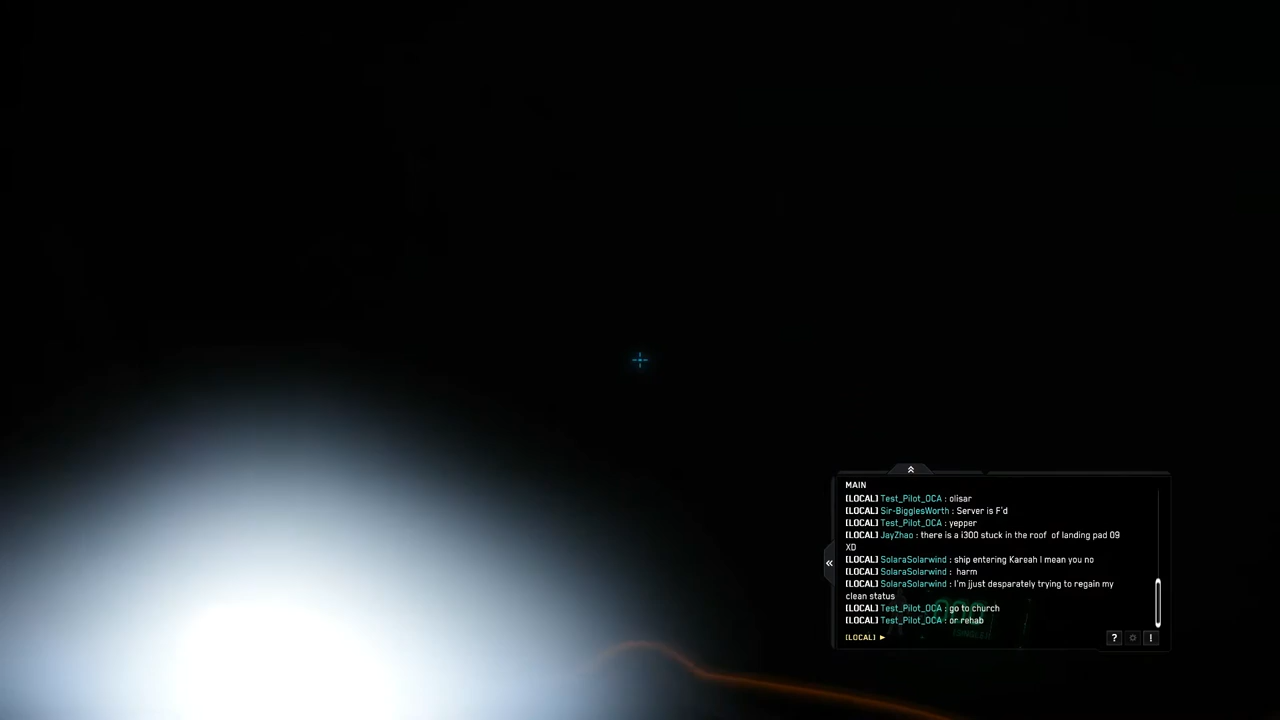 MAIN
[LOCAL] Test_Pilot_OCA : olisar
[LOCAL] Sir-BigglesWorth : Server is F'd
[LOCAL] Test_Pilot_OCA : yepper
[LOCAL] JayZhao : there is a i300 stuck in the roof of landing pad 09
XD
[LOCAL] SolaraSolarwind : ship entering Kareah I mean you no
[LOCAL] SolaraSolarwind : harm
[LOCAL] SolaraSolarwind : I'm jjust desparately trying to regain my
clean status
[LOCAL] Test_Pilot_OCA : go to church
[LOCAL] Test_Pilot_OCA : or rehab
[LOCAL]
? !